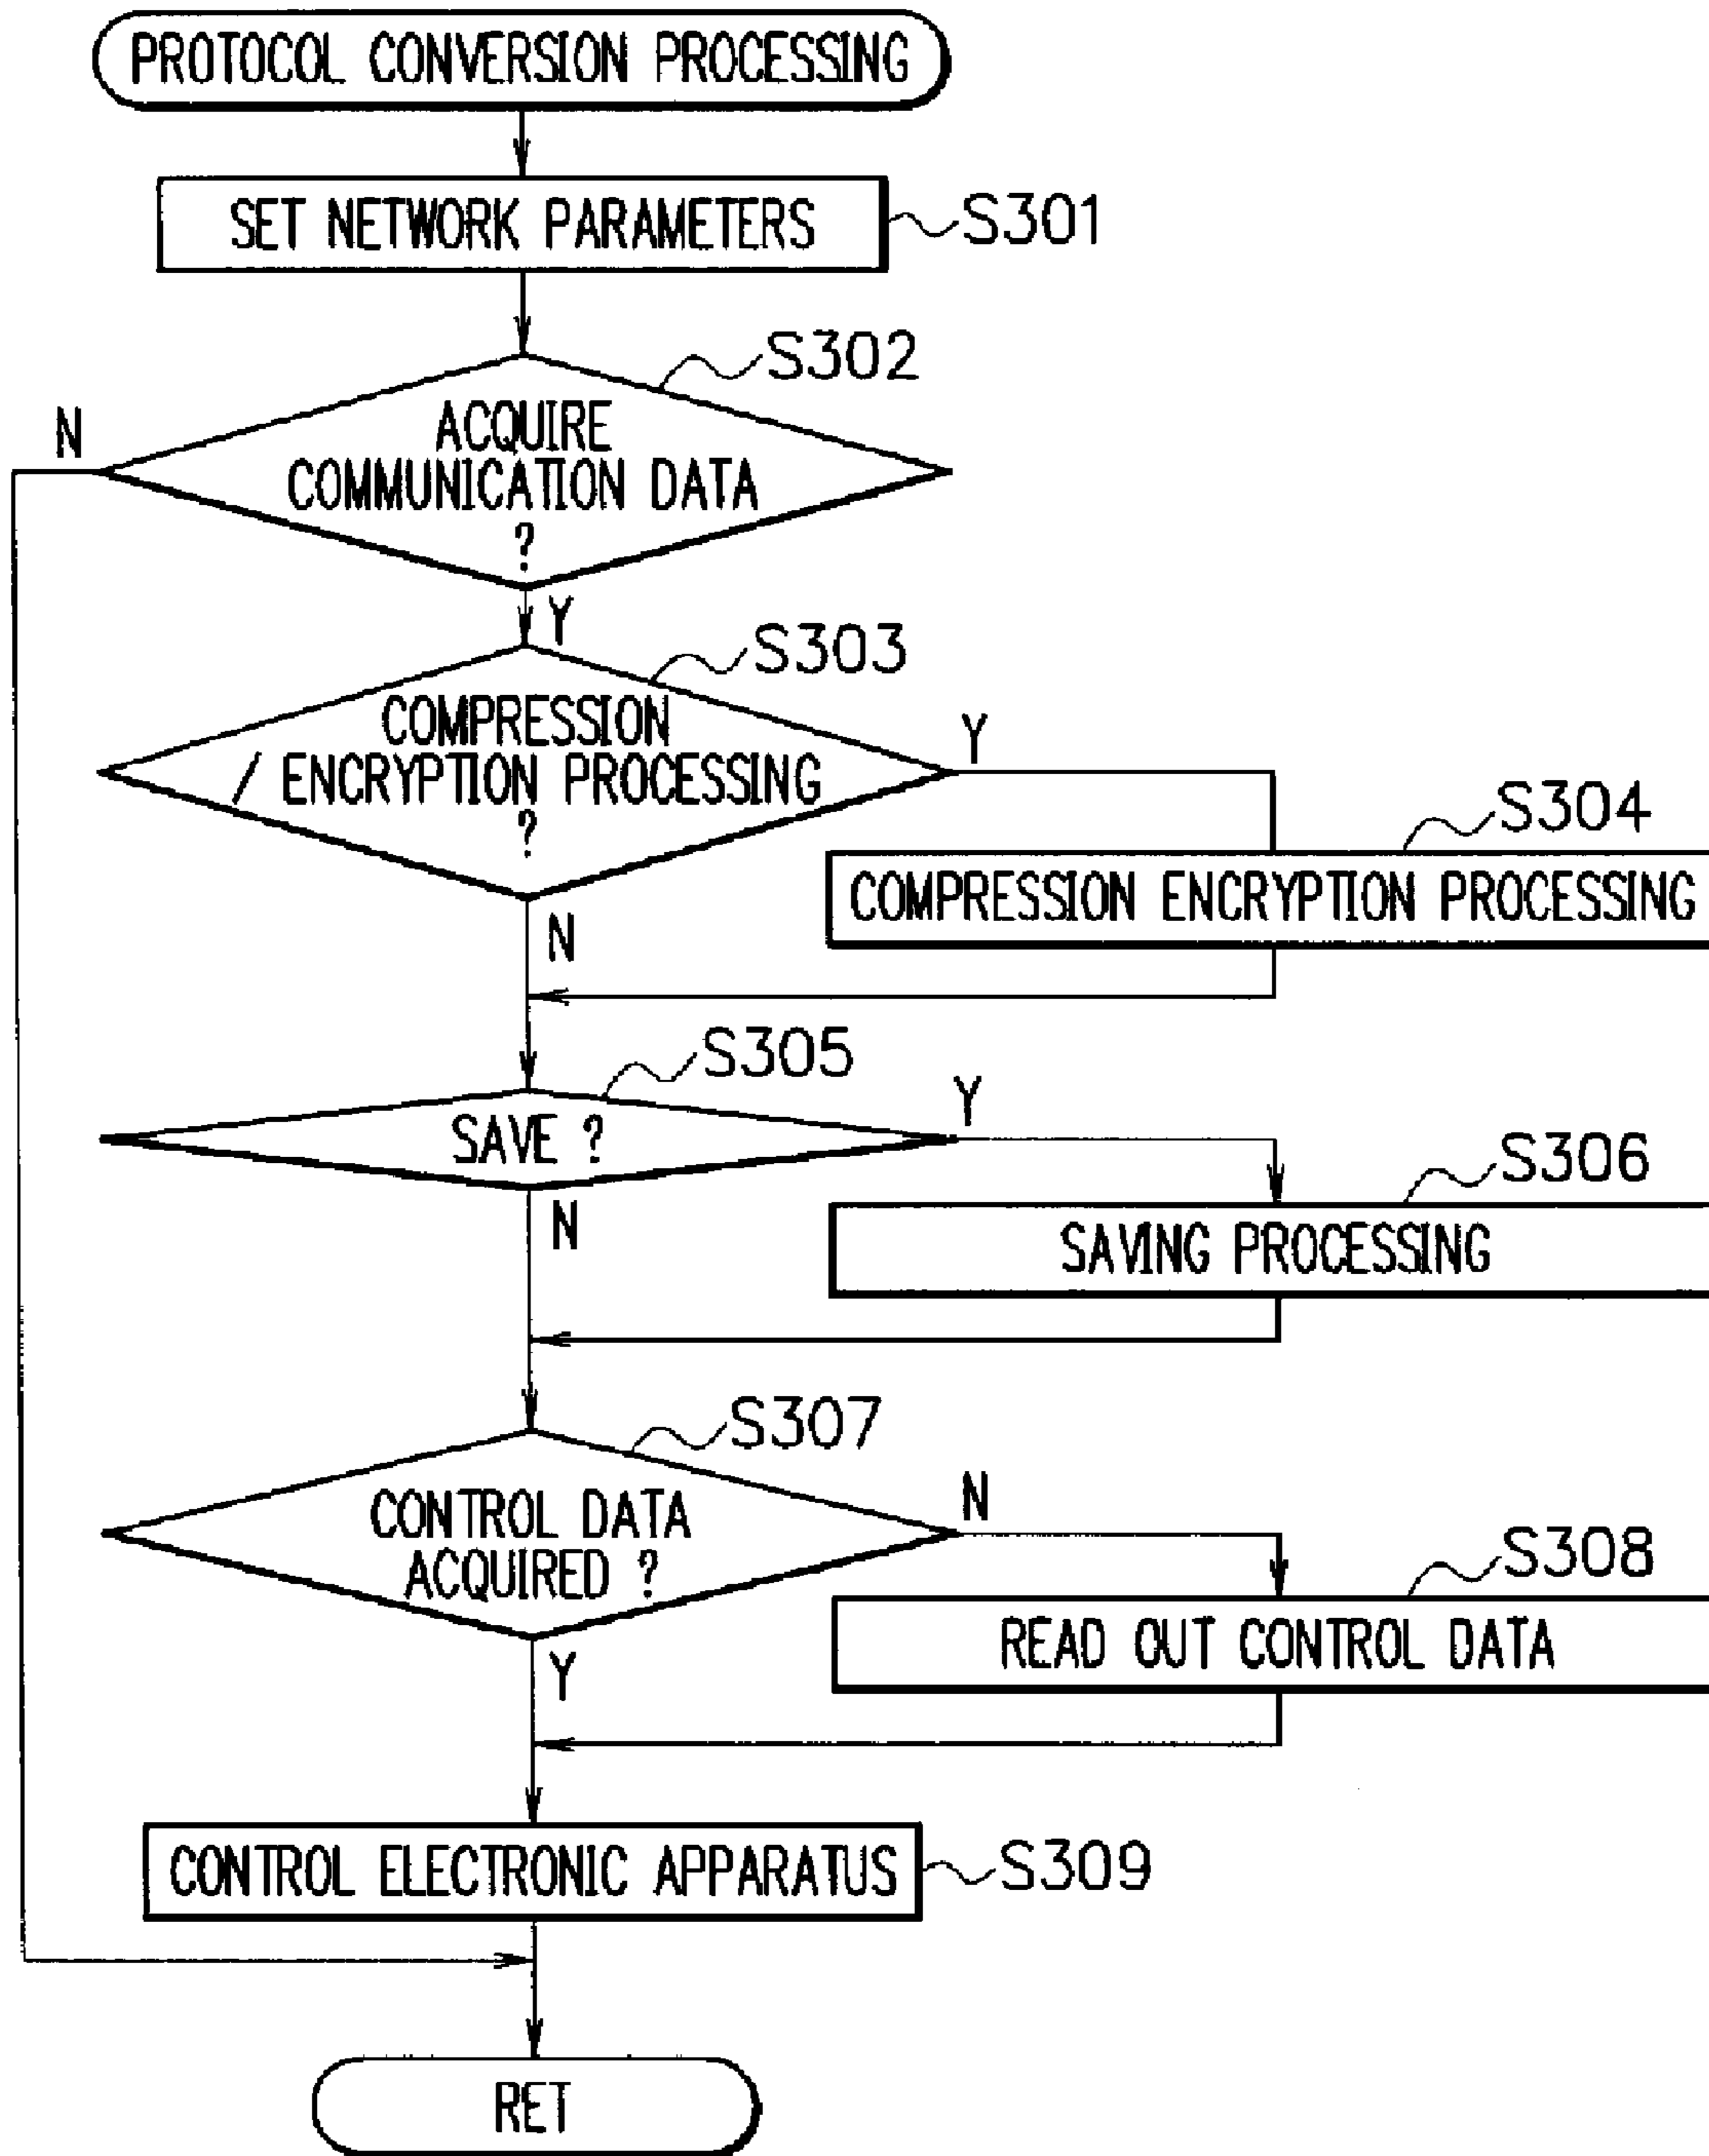 PROTOCOL CONVERSION PROCESSING
SET NETWORK PARAMETERS
S301
S302
N
ACQUIRE
COMMUNICATION DATA
?
Y
S303
COMPRESSION
/ ENCRYPTION PROCESSING
?
Y
S304
COMPRESSION ENCRYPTION PROCESSING
N
S305
SAVE ?
Y
S306
SAVING PROCESSING
N
S307
CONTROL DATA
ACQUIRED ?
N
S308
READ OUT CONTROL DATA
Y
CONTROL ELECTRONIC APPARATUS
S309
RET